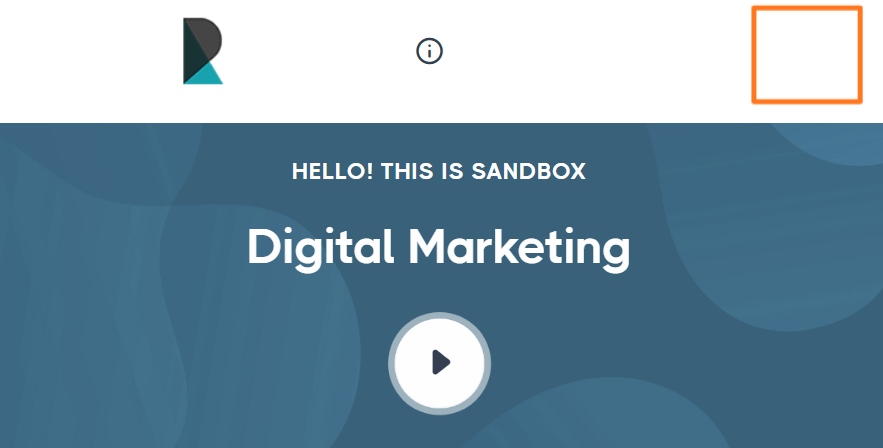 HELLO! THIS IS SANDBOX
Digital Marketing